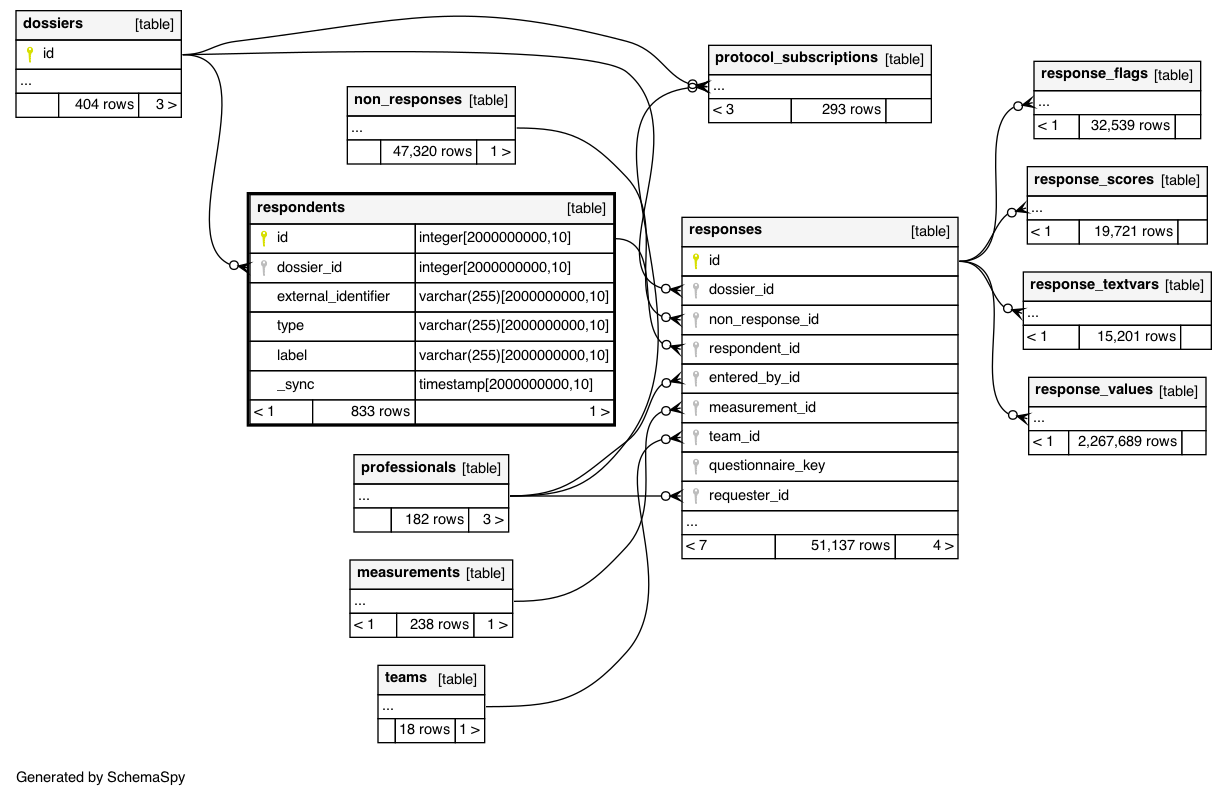 dossiers [table]
id
...
404 rows 3 >
non_responses [table]
...
47,320 rows 1 >
respondents [table]
id integer[2000000000,10]
dossier_id integer[2000000000,10]
external_identifier varchar(255)[2000000000,10]
type varchar(255)[2000000000,10]
label varchar(255)[2000000000,10]
_sync timestamp[2000000000,10]
< 1 833 rows 1 >
professionals [table]
...
182 rows 3 >
measurements [table]
...
< 1 238 rows 1 >
teams [table]
...
18 rows 1 >
protocol_subscriptions [table]
...
< 3 293 rows
responses [table]
id
dossier_id
non_response_id
respondent_id
entered_by_id
measurement_id
team_id
questionnaire_key
requester_id
...
< 7 51,137 rows 4 >
response_flags [table]
...
< 1 32,539 rows
response_scores [table]
...
< 1 19,721 rows
response_textvars [table]
...
< 1 15,201 rows
response_values [table]
...
< 1 2,267,689 rows
Generated by SchemaSpy